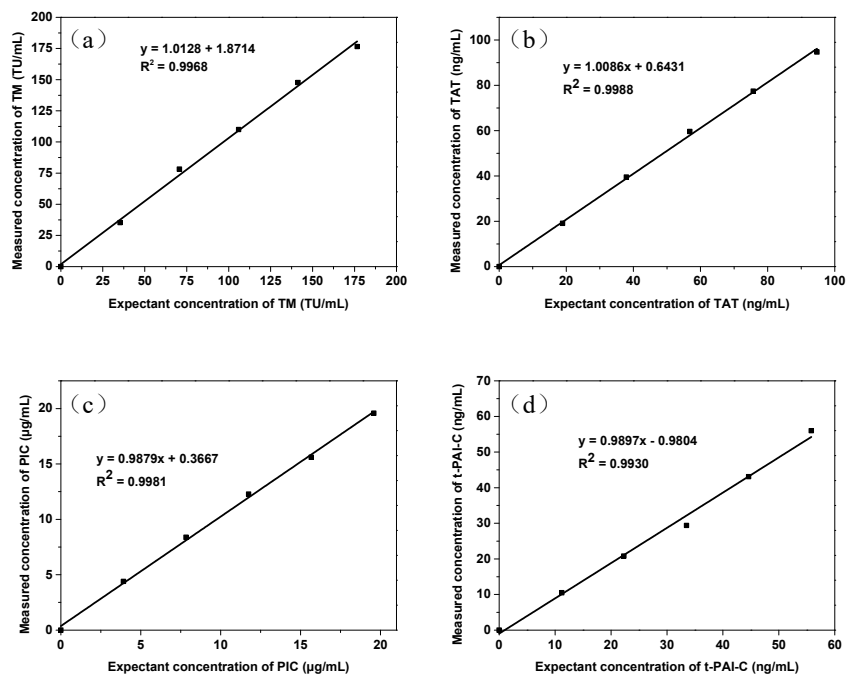 (a)
y = 1.0128 + 1.8714
R² = 0.9968
200
175
150
125
100
75
50
25
0
0 25 50 75 100 125 150 175 200
Measured concentration of TM (TU/mL)
Expectant concentration of TM (TU/mL)
(b)
y = 1.0086x + 0.6431
R² = 0.9988
100
80
60
40
20
0
0 20 40 60 80 100
Measured concentration of TAT (ng/mL)
Expectant concentration of TAT (ng/mL)
(c)
y = 0.9879x + 0.3667
R² = 0.9981
20
15
10
5
0
0 5 10 15 20
Measured concentration of PIC (μg/mL)
Expectant concentration of PIC (μg/mL)
(d)
y = 0.9897x - 0.9804
R² = 0.9930
70
60
50
40
30
20
10
0
0 10 20 30 40 50 60
Measured concentration of t-PAI-C (ng/mL)
Expectant concentration of t-PAI-C (ng/mL)